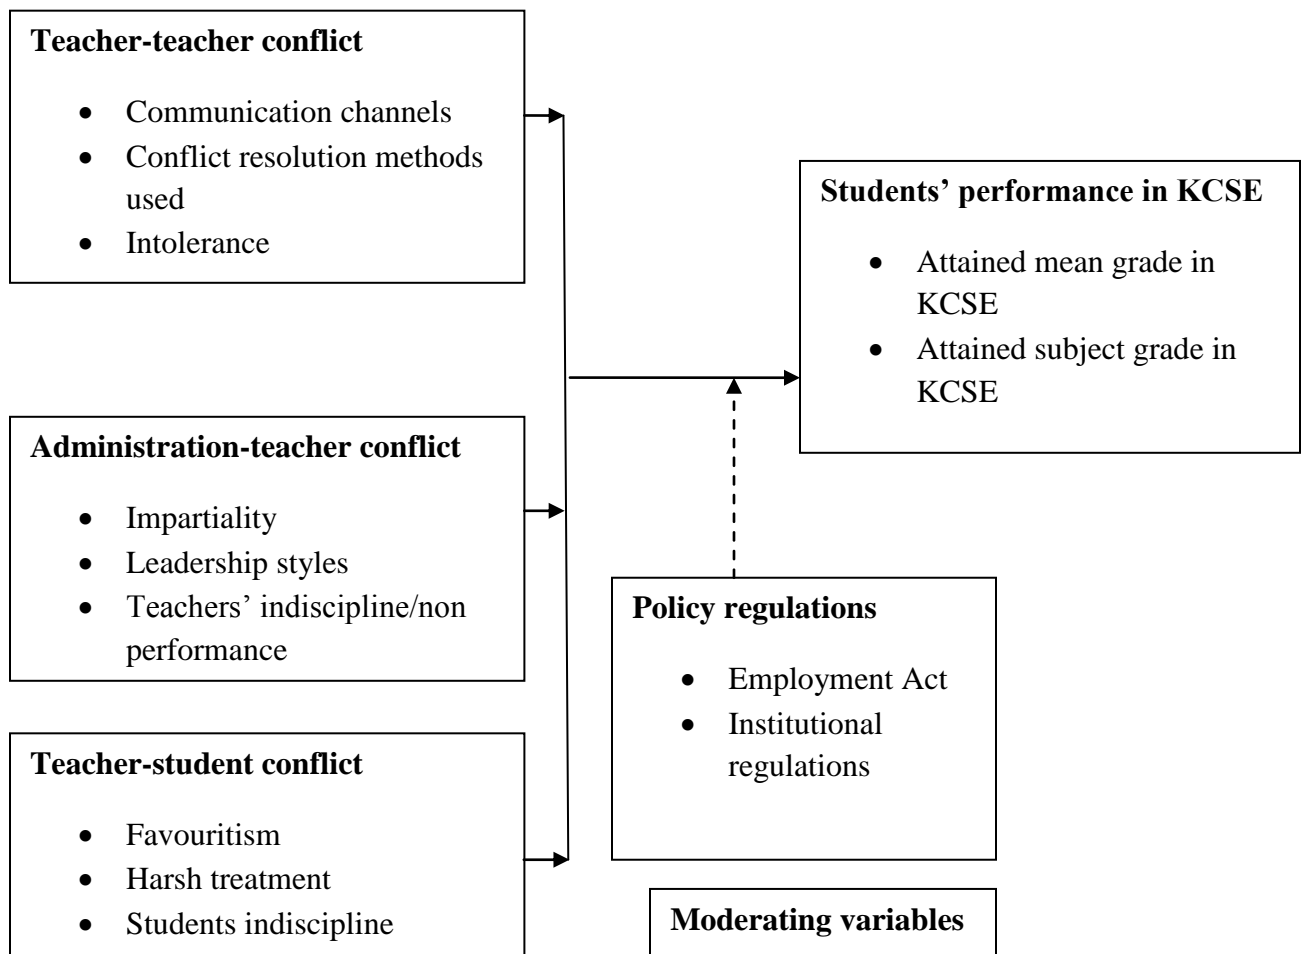 Teacher-teacher conflict
• Communication channels
• Conflict resolution methods
used
• Intolerance
Students’ performance in KCSE
• Attained mean grade in
KCSE
• Attained subject grade in
KCSE
Administration-teacher conflict
• Impartiality
• Leadership styles
• Teachers’ indiscipline/non
performance
Policy regulations
• Employment Act
• Institutional
regulations
Teacher-student conflict
• Favouritism
• Harsh treatment
• Students indiscipline
Moderating variables